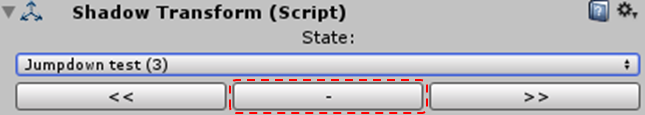 Shadow Transform (Script)
State:
Jumpdown test (3)
<< - >>